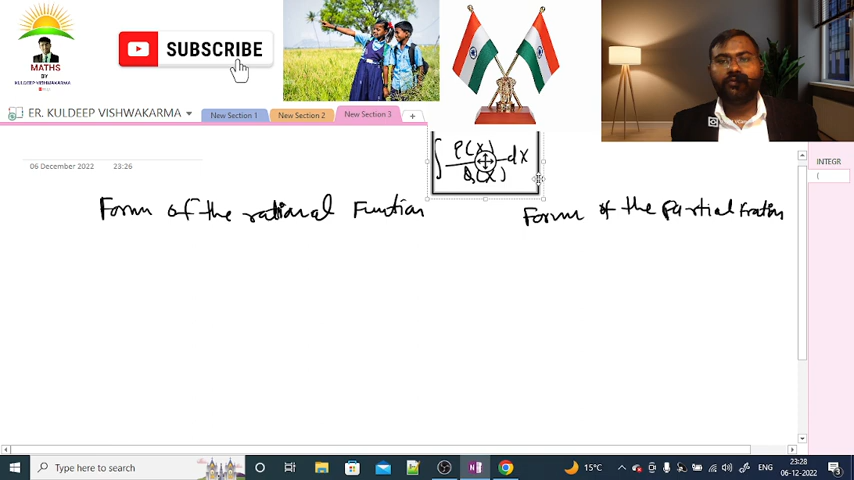 MATHS
BY
KULDEEP VISHWAKARMA
SUBSCRIBE
ER. KULDEEP VISHWAKARMA
New Section 1
New Section 2
New Section 3
+
06 December 2022
23:26
∫ P(X) / Q(X) dx
INTEGR
(
Form of the rational Function
Form of the partial fration
Type here to search
15°C
ENG
23:28
06-12-2022
3